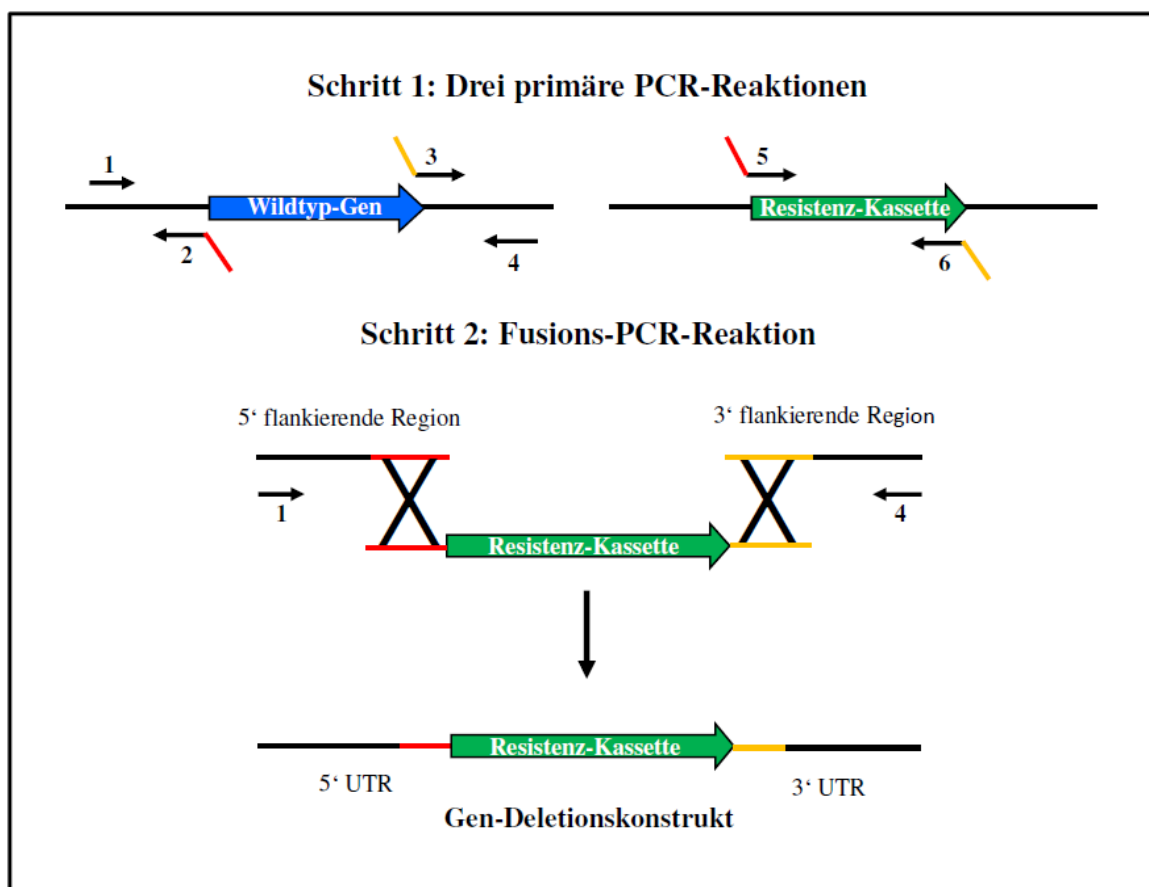 Schritt 1: Drei primäre PCR-Reaktionen
1
3
5
Wildtyp-Gen
Resistenz-Kassette
2
4
6
Schritt 2: Fusions-PCR-Reaktion
5‘ flankierende Region
3‘ flankierende Region
1
4
Resistenz-Kassette
Resistenz-Kassette
5‘ UTR
3‘ UTR
Gen-Deletionskonstrukt